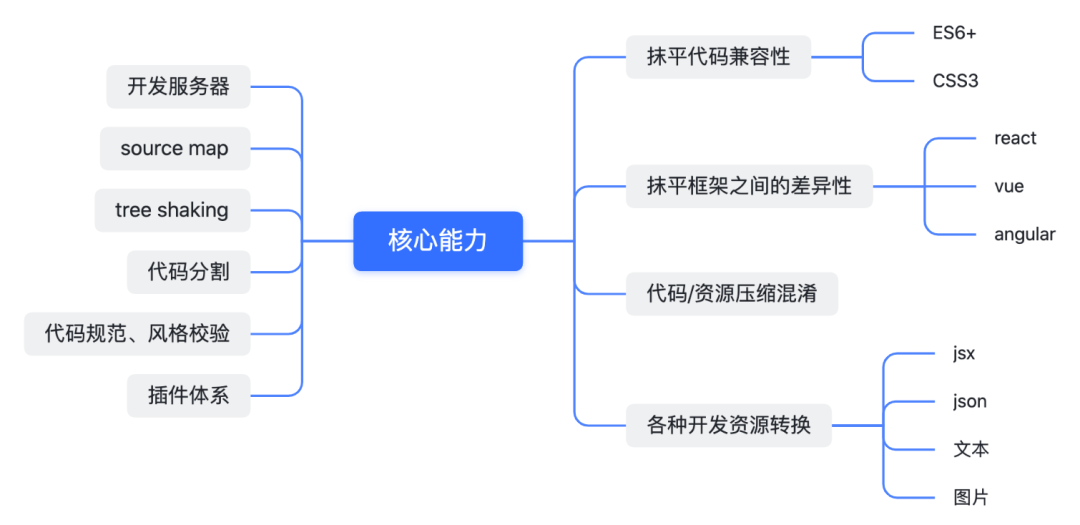 核心能力
抹平代码兼容性
ES6+
CSS3
抹平框架之间的差异性
react
vue
angular
代码/资源压缩混淆
各种开发资源转换
jsx
json
文本
图片
开发服务器
source map
tree shaking
代码分割
代码规范、风格校验
插件体系